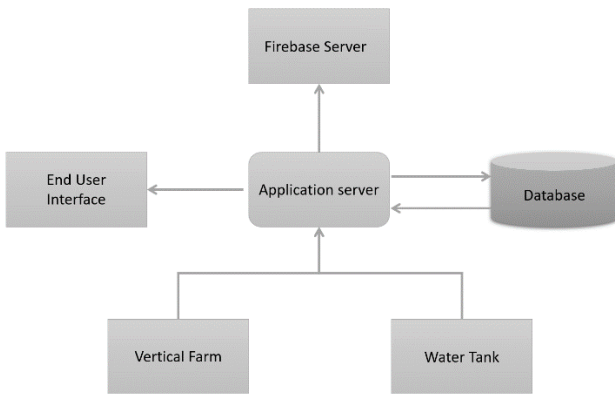 Firebase Server
End User
Interface
Application server
Database
Vertical Farm
Water Tank